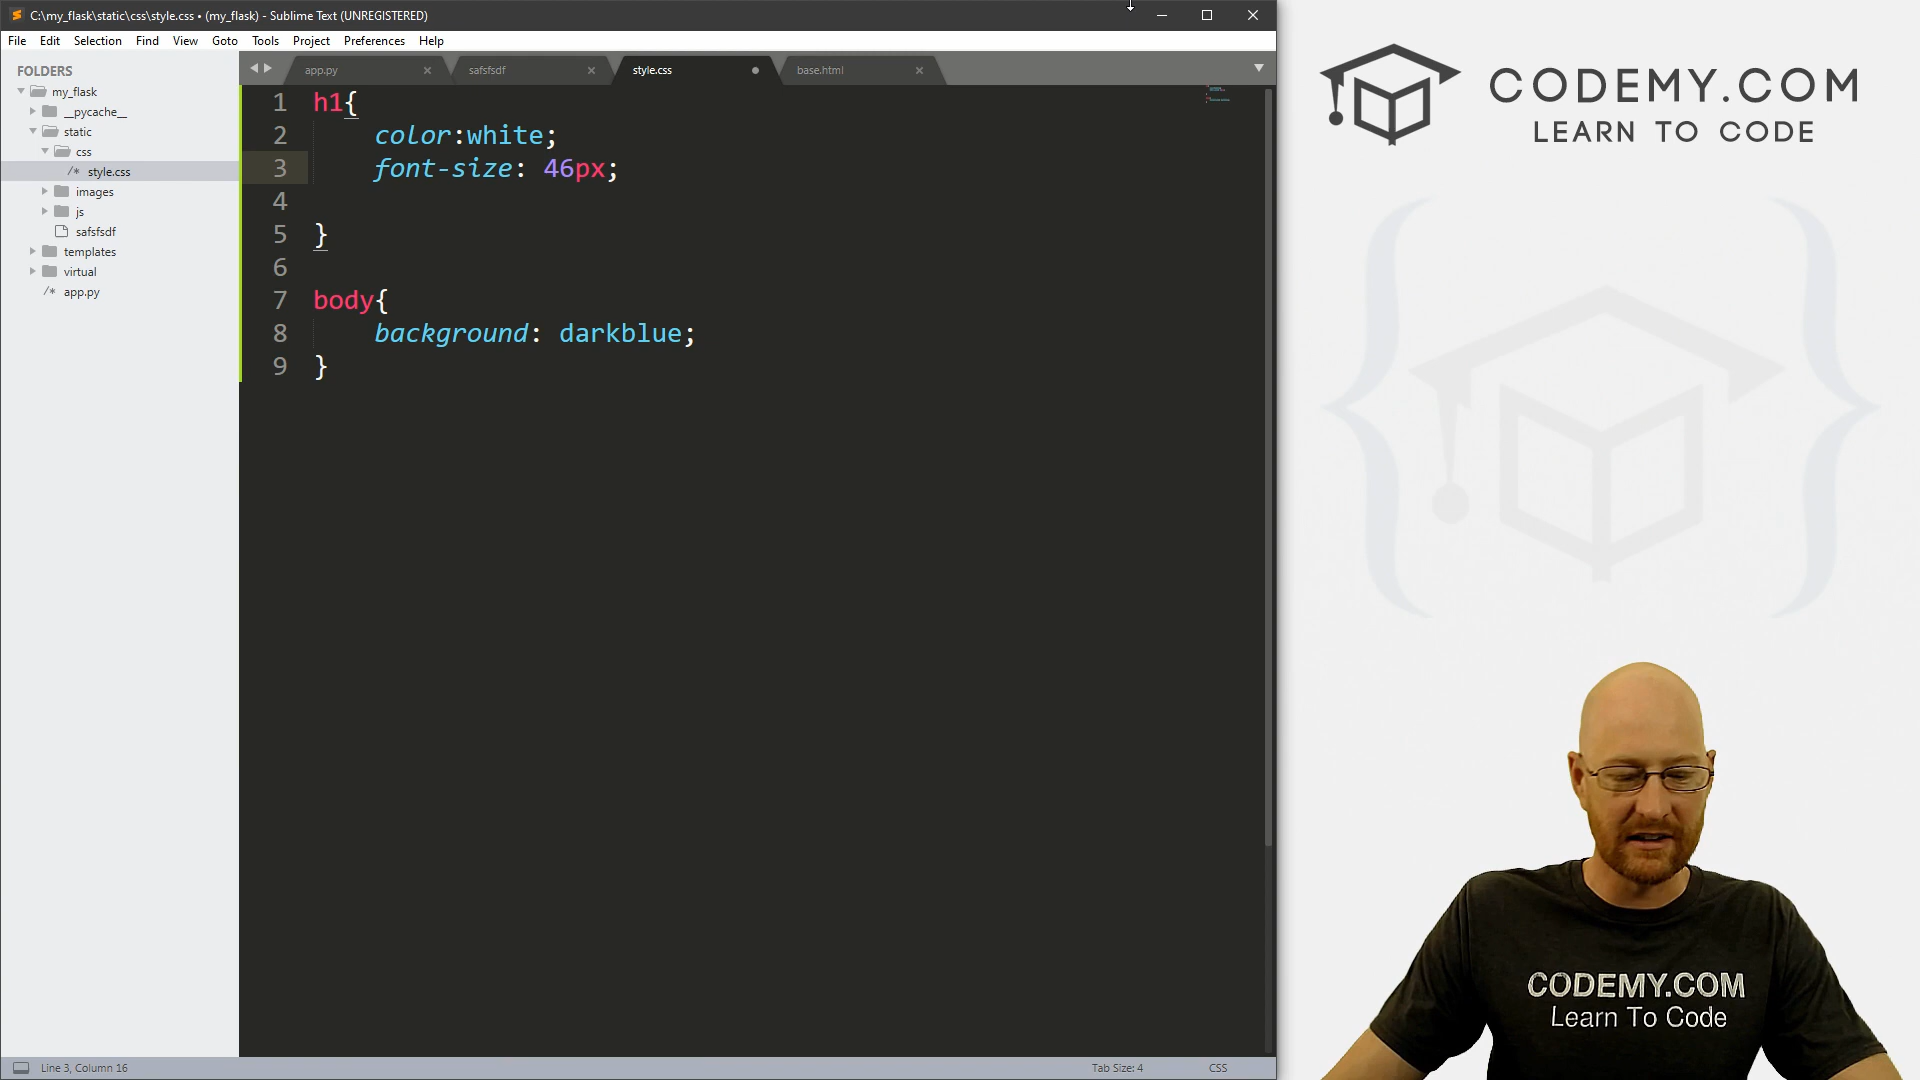 C:\my_flask\static\css\style.css • (my_flask) - Sublime Text (UNREGISTERED)
File Edit Selection Find View Goto Tools Project Preferences Help
FOLDERS
my_flask
__pycache__
static
css
/* style.css
images
js
safsfsdf
templates
virtual
/* app.py
app.py safsfsdf style.css base.html
1 h1{
2 color:white;
3 font-size: 46px;
4
5 }
6
7 body{
8 background: darkblue;
9 }
Line 3, Column 16 Tab Size: 4 CSS
CODEMY.COM
LEARN TO CODE
CODEMY.COM
Learn To Code